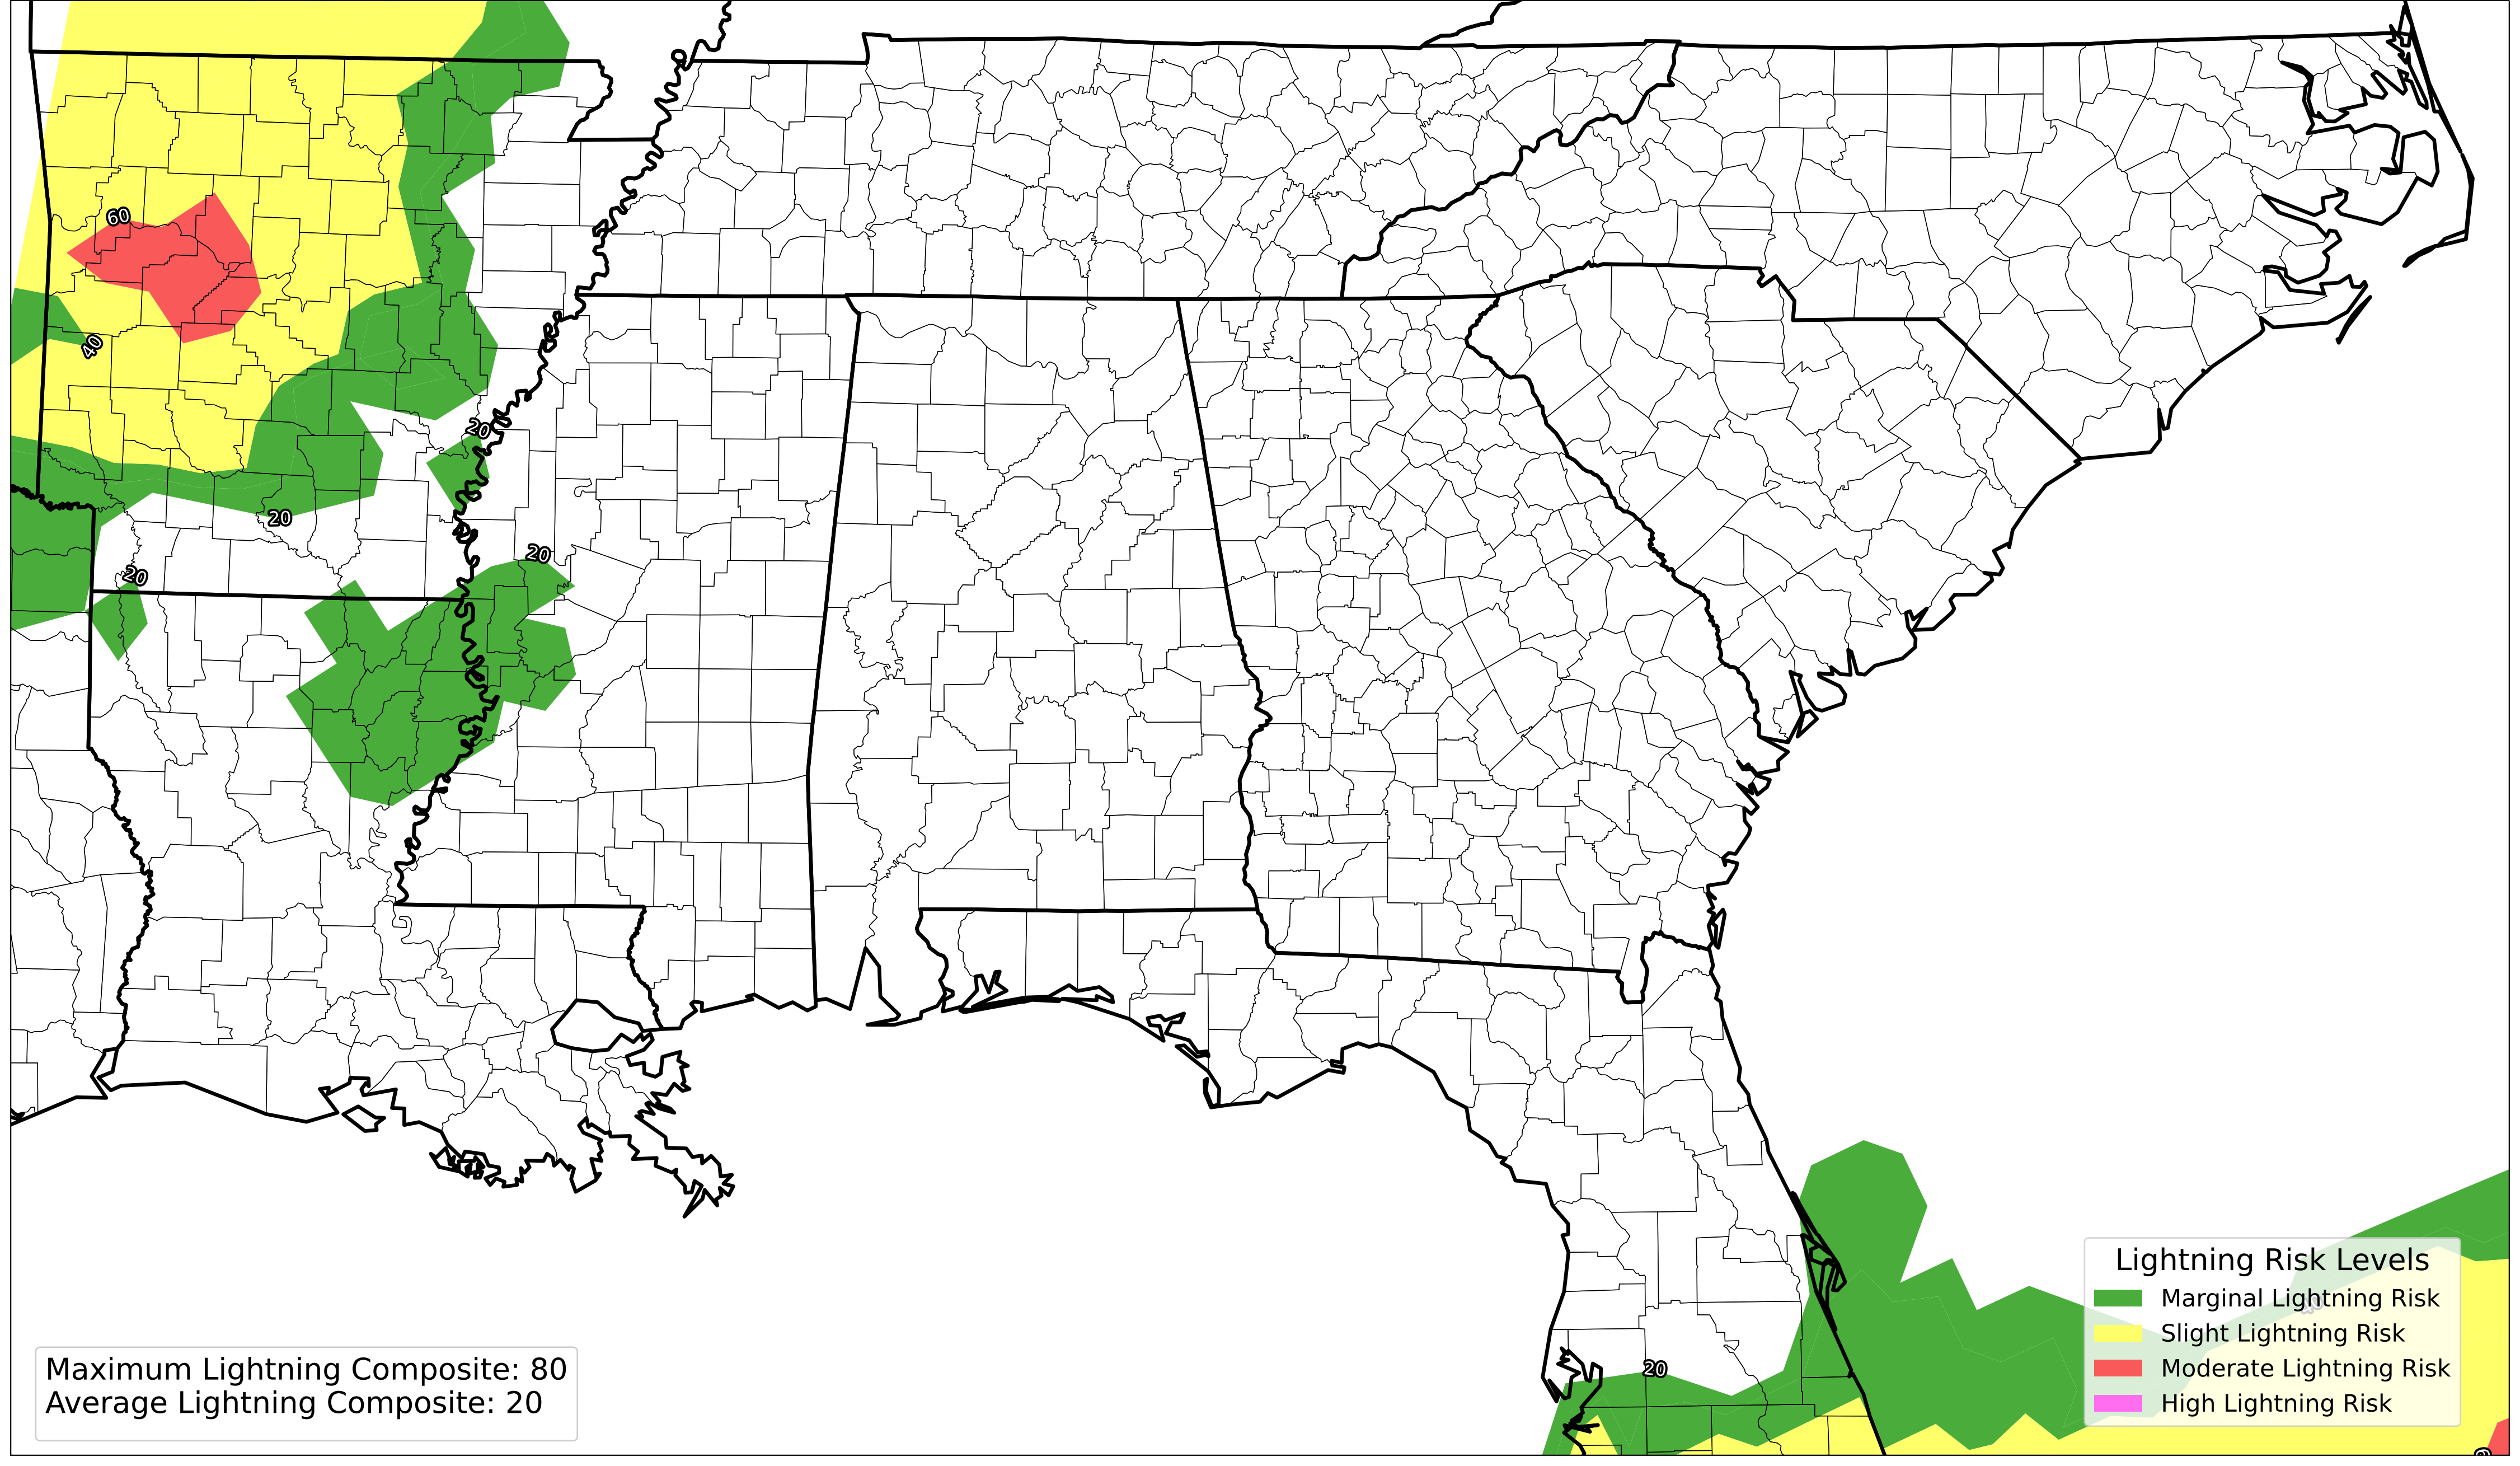 60
40
20
20
20
20
20
Lightning Risk Levels
Marginal Lightning Risk
Slight Lightning Risk
Moderate Lightning Risk
High Lightning Risk
Maximum Lightning Composite: 80
Average Lightning Composite: 20